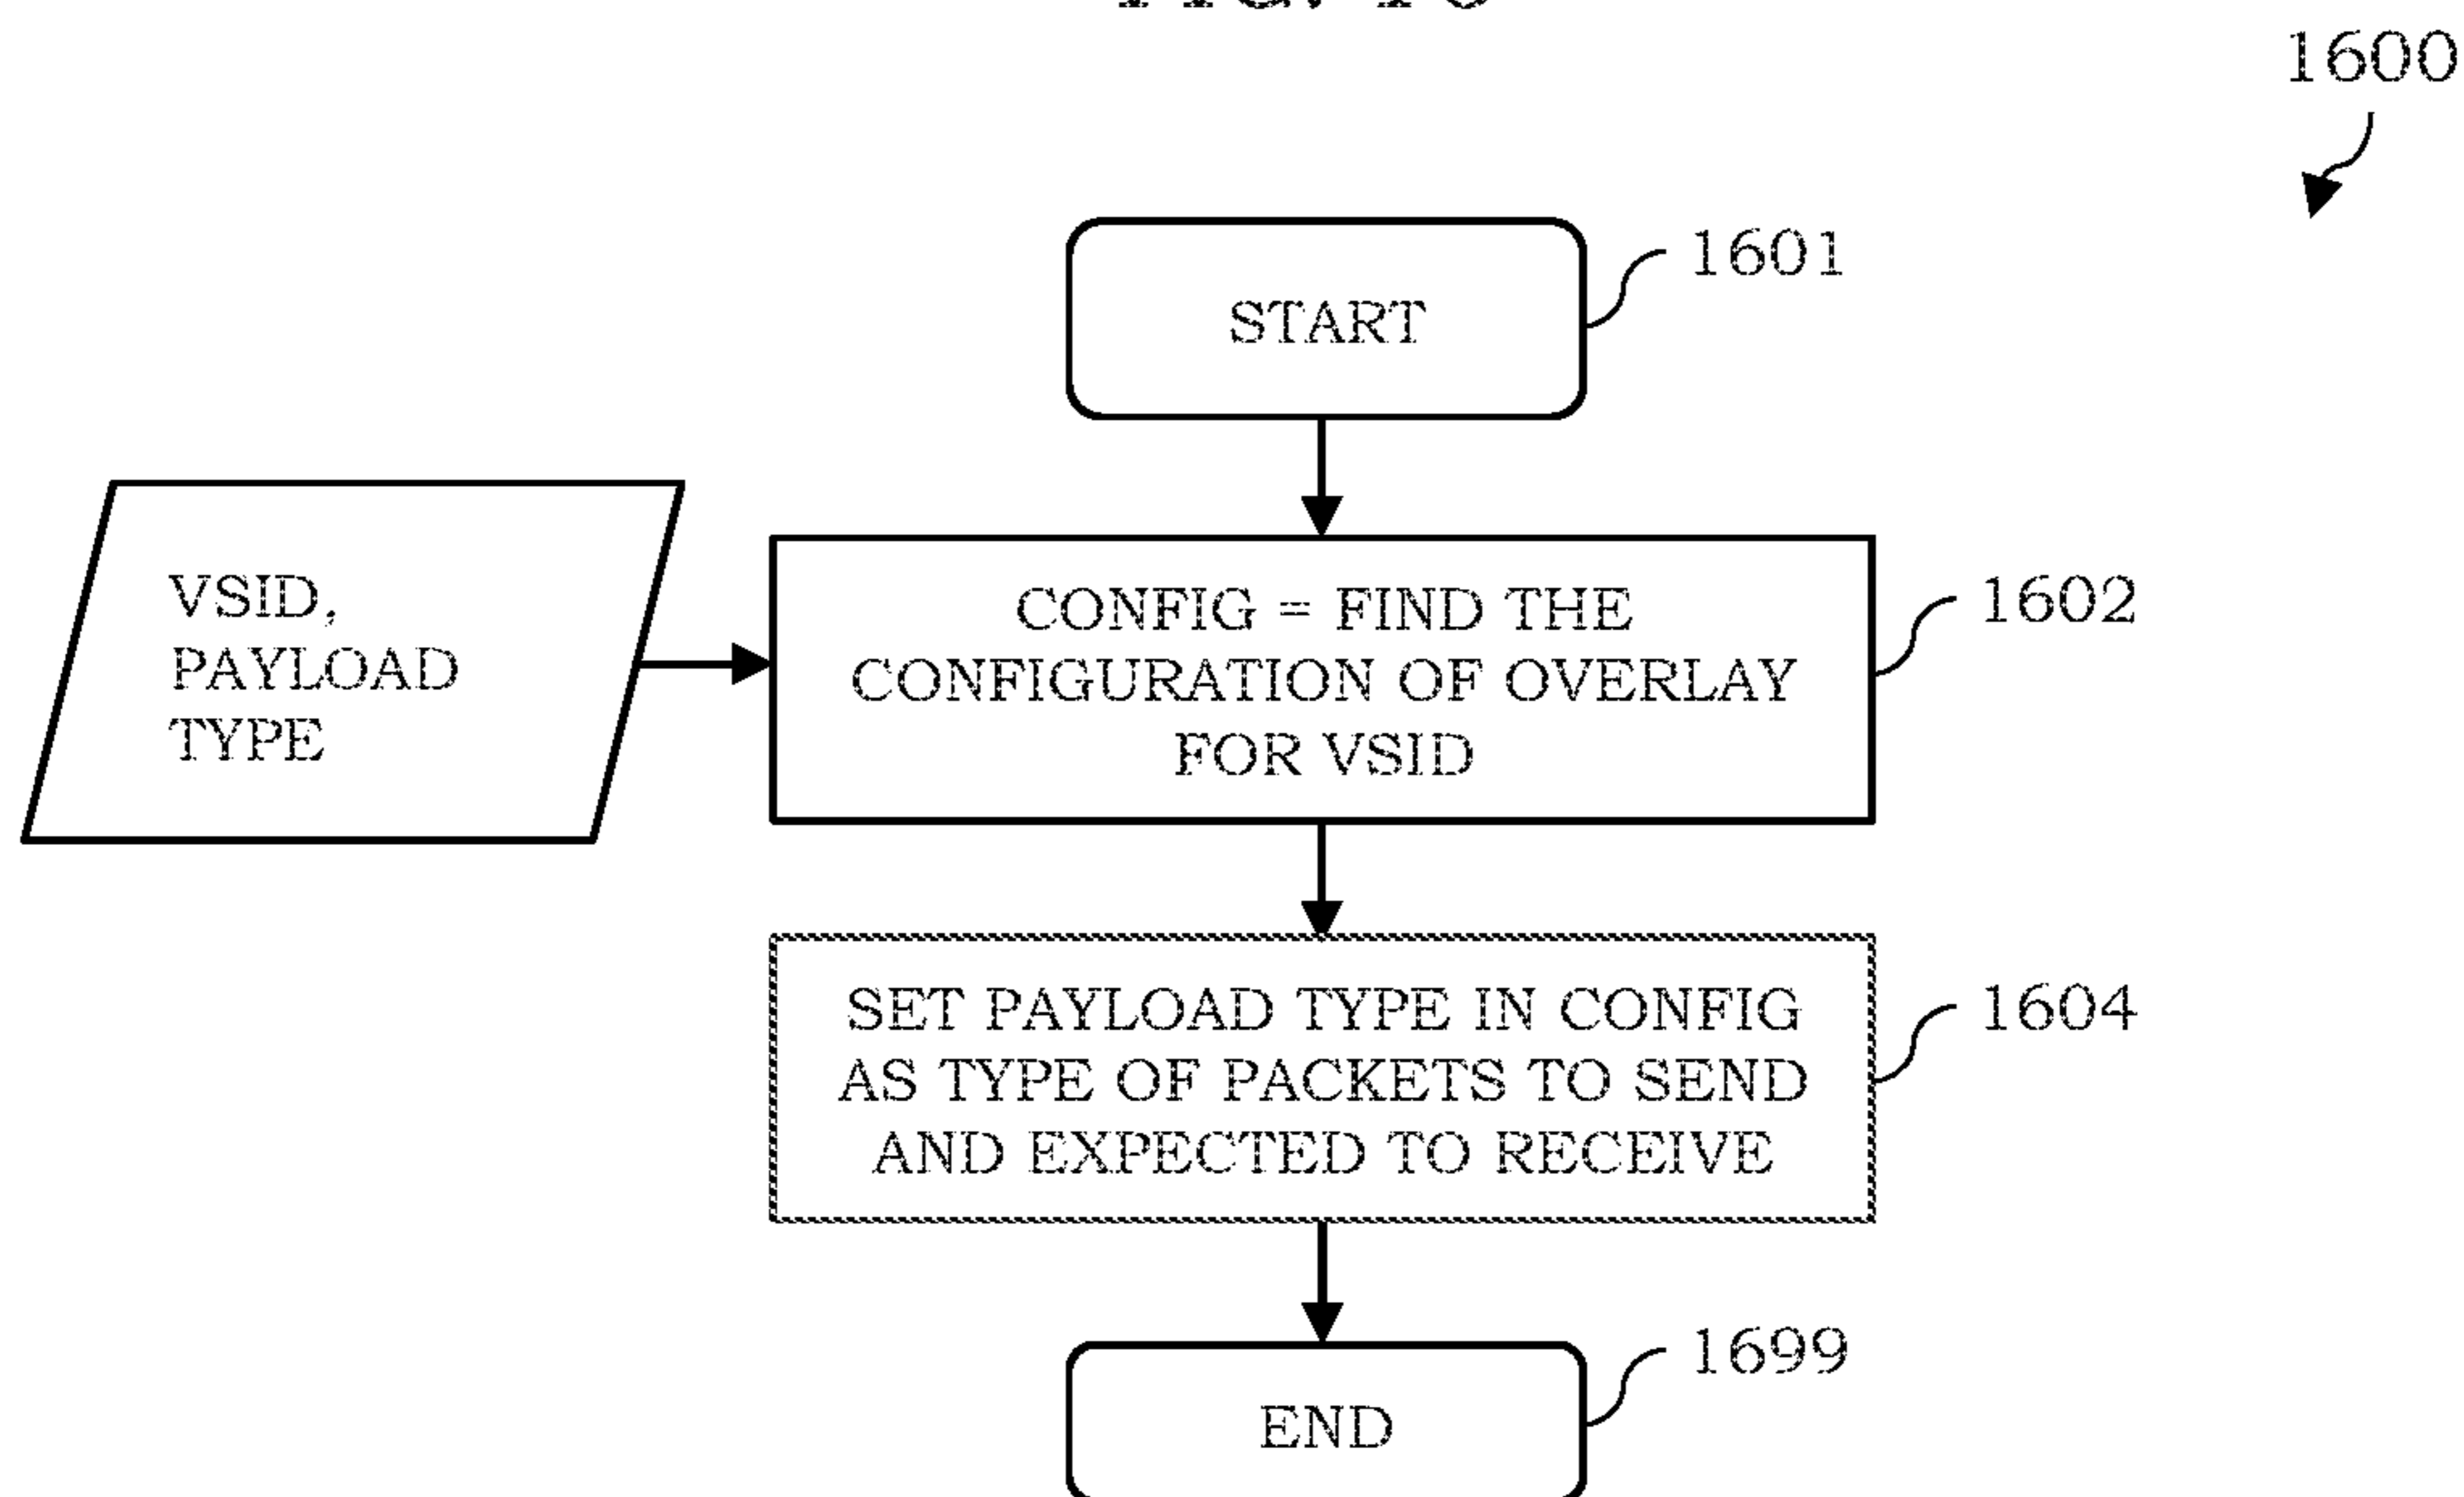 1600
START
1601
VSID,
PAYLOAD
TYPE
CONFIG = FIND THE
CONFIGURATION OF OVERLAY
FOR VSID
1602
SET PAYLOAD TYPE IN CONFIG
AS TYPE OF PACKETS TO SEND
AND EXPECTED TO RECEIVE
1604
END
1699